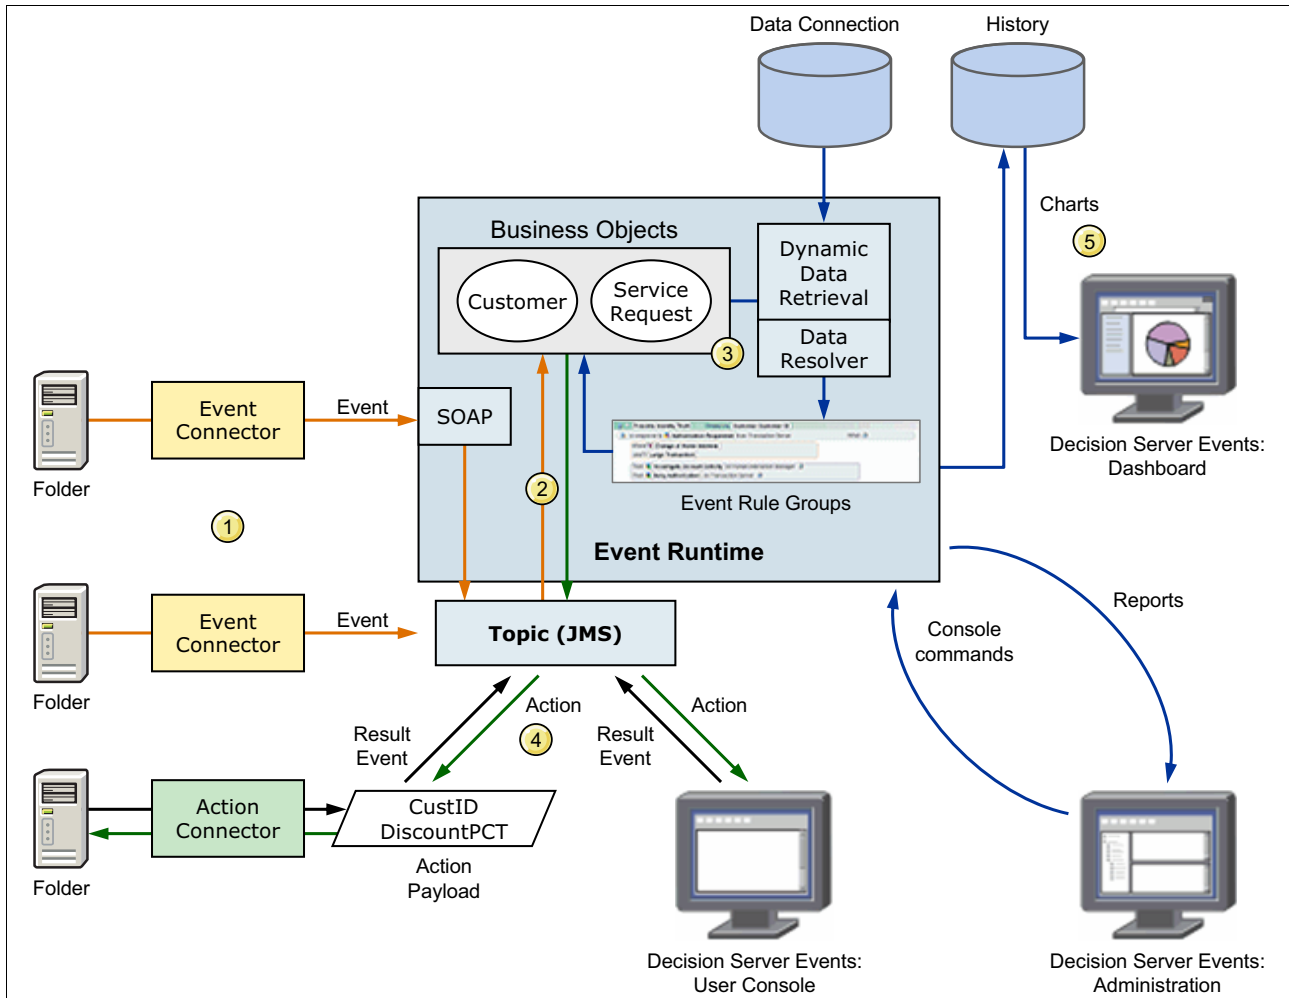 Data Connection
History
Charts
5
Business Objects
Customer
Service
Request
3
Dynamic
Data
Retrieval
Data
Resolver
Event
Connector
Event
SOAP
Folder
Decision Server Events:
Dashboard
2
Event Rule Groups
1
Event Runtime
Event
Connector
Event
Topic (JMS)
Folder
Reports
Console
commands
Action
4
Result
Event
Action
Result
Event
Action
Connector
CustID
DiscountPCT
Action
Payload
Folder
Decision Server Events:
User Console
Decision Server Events:
Administration